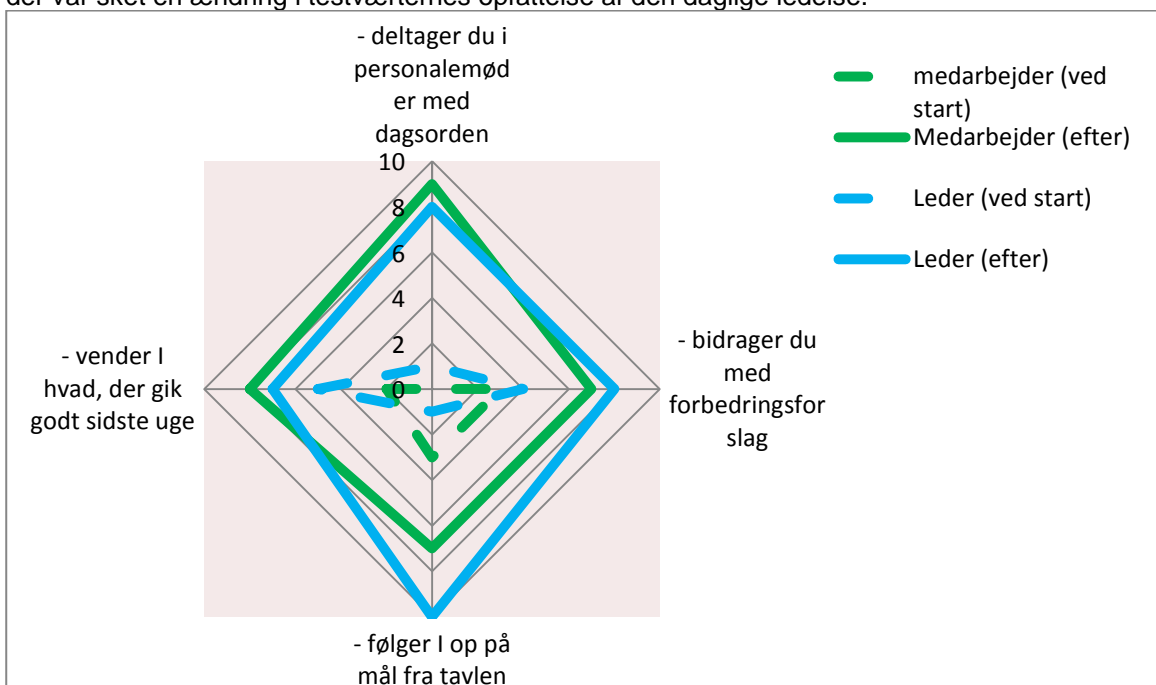 der var sket en ændring i testværternes opfattelse af den daglige ledelse.
- deltager du i
personalemød
er med
dagsorden
medarbejder (ved
start)
Medarbejder (efter)
Leder (ved start)
Leder (efter)
10
8
6
4
2
0
- bidrager du
med
forbedringsfor
slag
- vender I
hvad, der gik
godt sidste uge
- følger I op på
mål fra tavlen